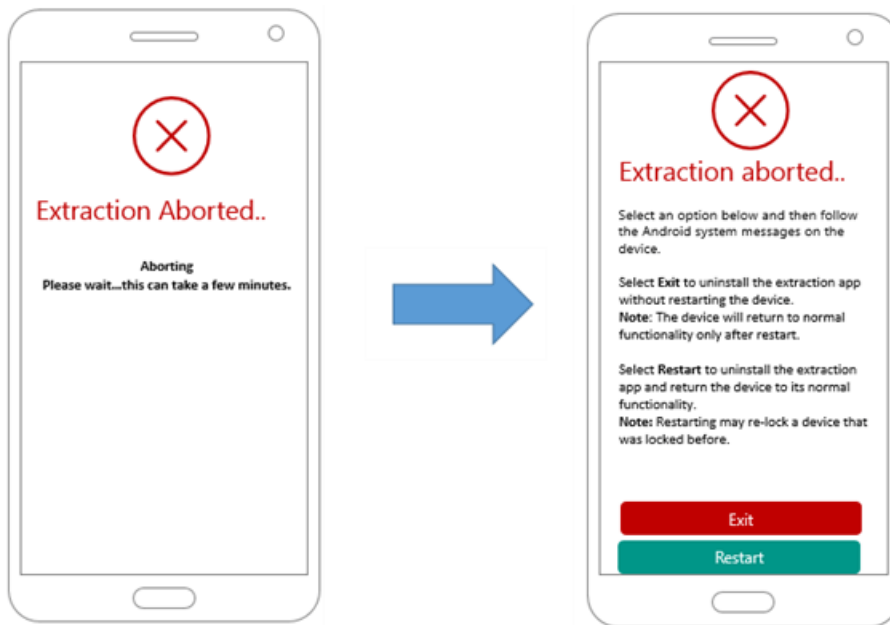 Extraction Aborted..
Aborting
Please wait...this can take a few minutes.
Extraction aborted..
Select an option below and then follow
the Android system messages on the
device.
Select Exit to uninstall the extraction app
without restarting the device.
Note: The device will return to normal
functionality only after restart.
Select Restart to uninstall the extraction
app and return the device to its normal
functionality.
Note: Restarting may re-lock a device that
was locked before.
Exit
Restart